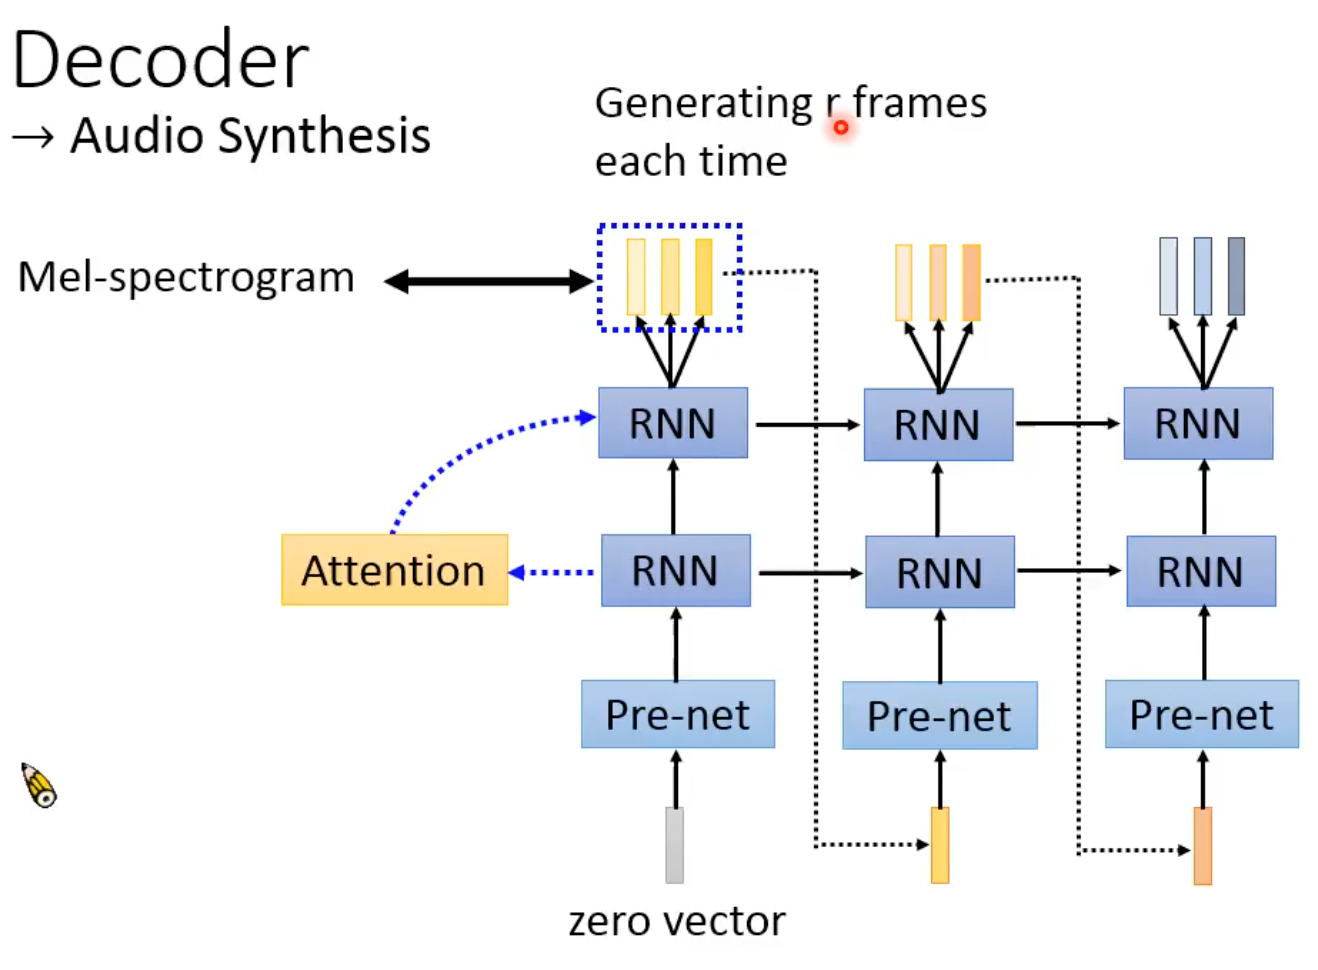 Decoder
→ Audio Synthesis
Generating r frames
each time
Mel-spectrogram
RNN
RNN
RNN
Attention
RNN
RNN
RNN
Pre-net
Pre-net
Pre-net
zero vector